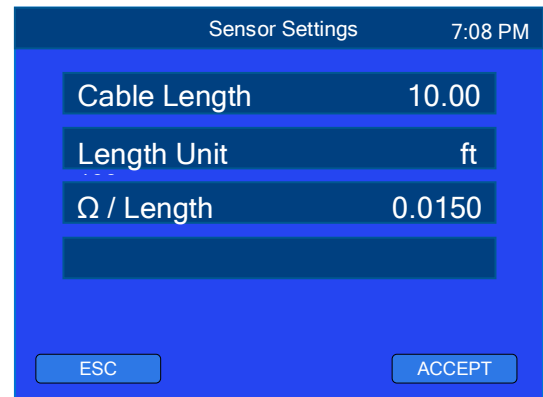 Sensor Settings 7:08 PM
Cable Length 10.00
Length Unit ft
Ω / Length 0.0150
ESC ACCEPT